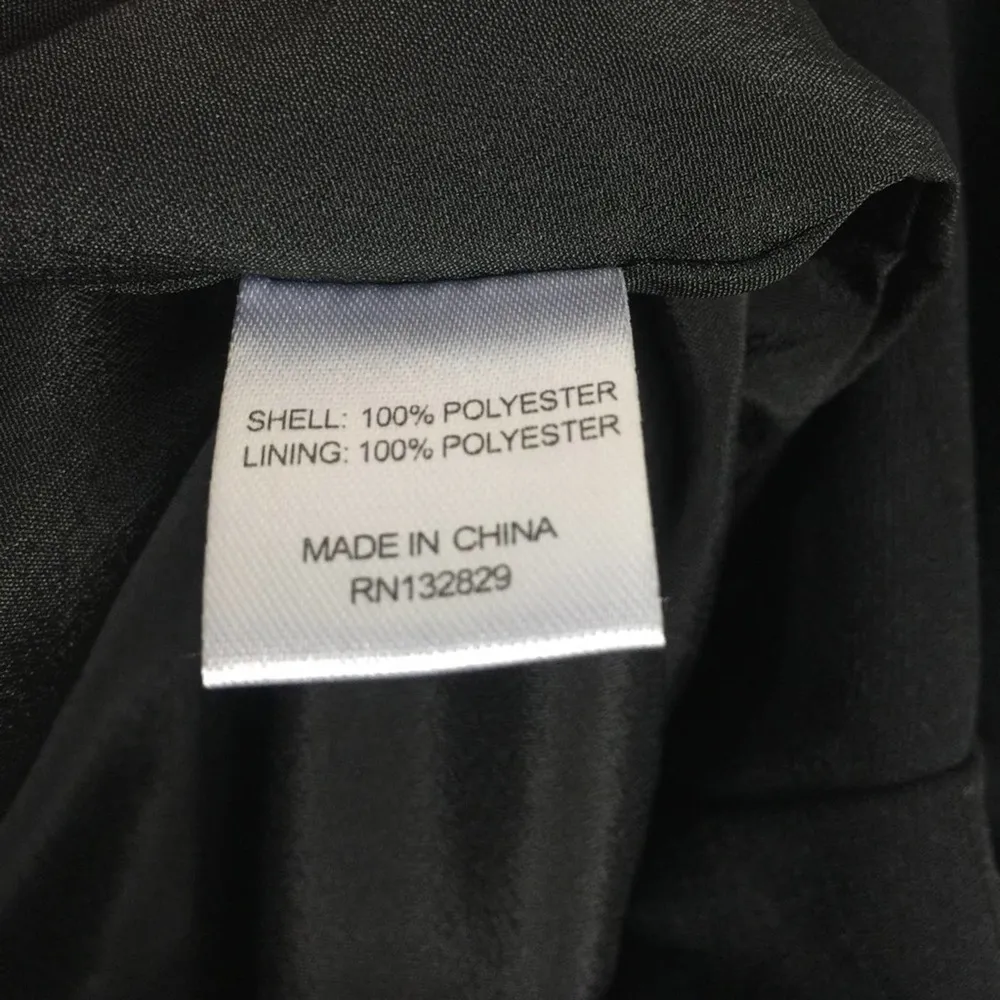 SHELL: 100% POLYESTER
LINING: 100% POLYESTER
MADE IN CHINA
RN132829